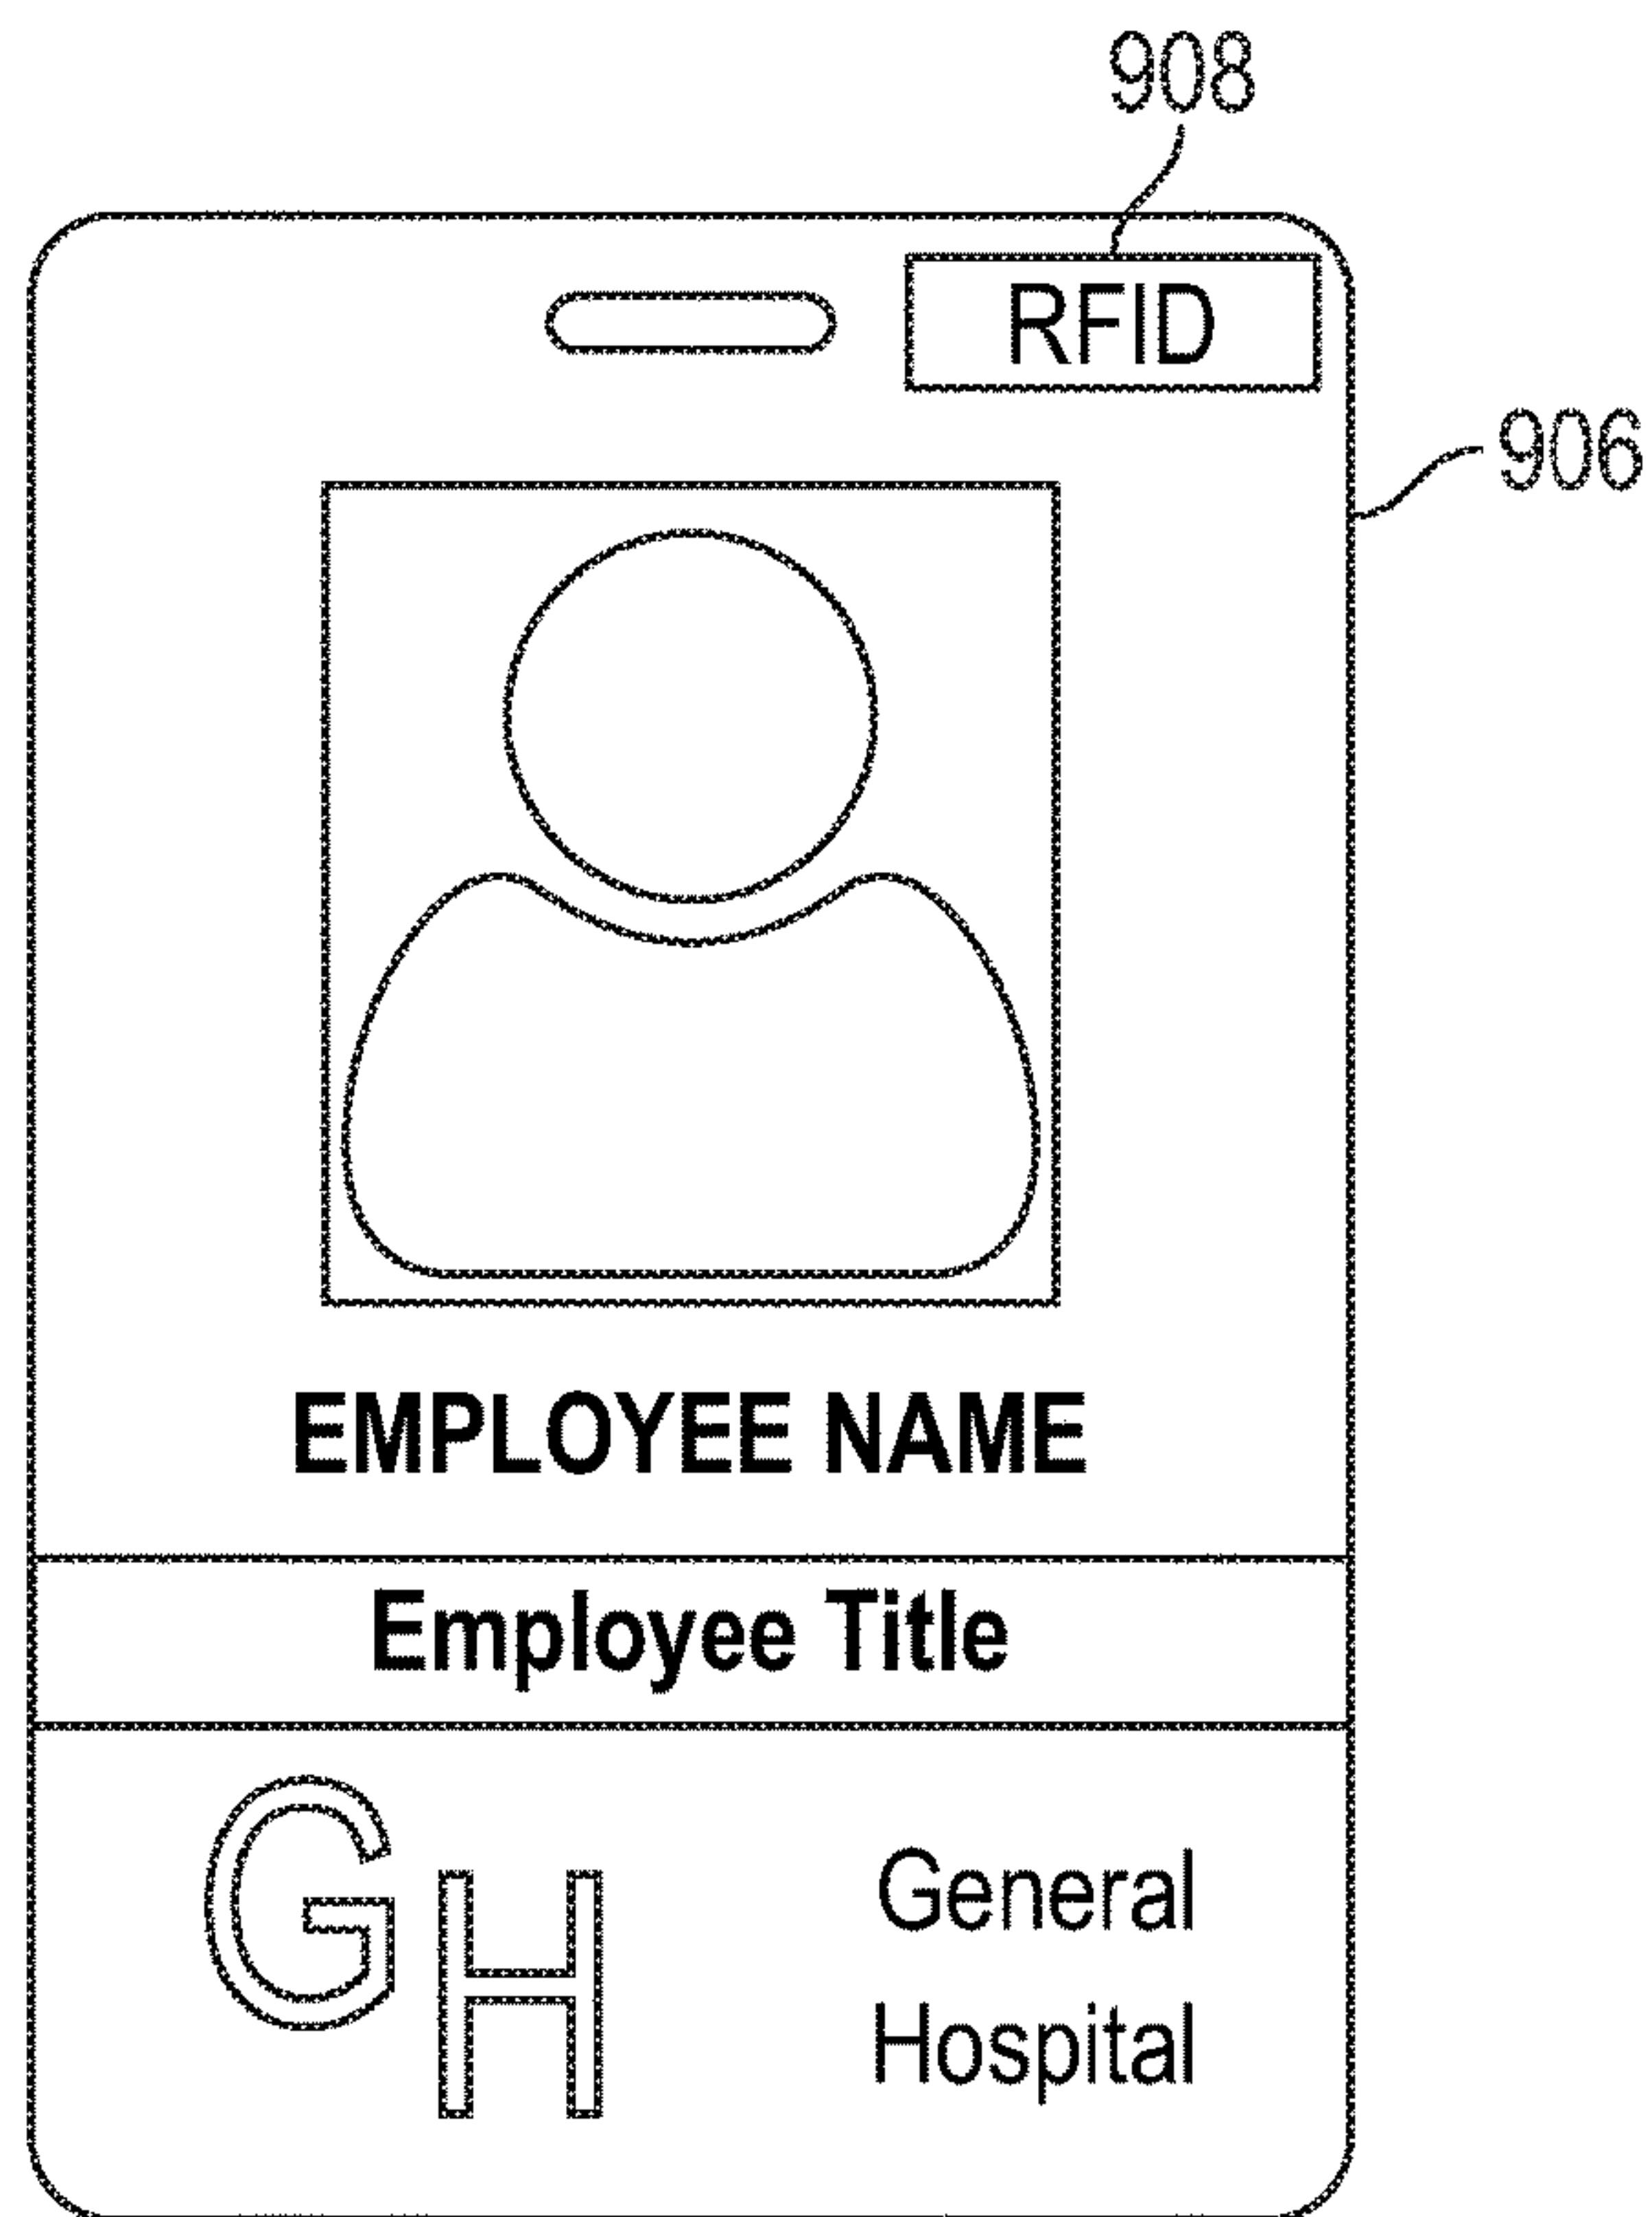 908
RFID
906
EMPLOYEE NAME
Employee Title
GH
General
Hospital